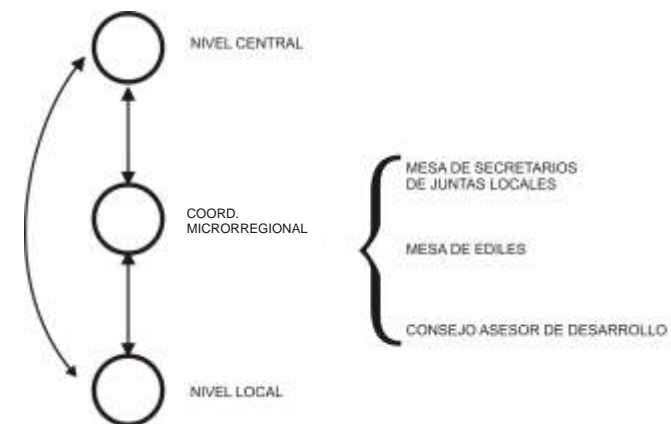 NIVEL CENTRAL
COORD.
MICRORREGIONAL
MESA DE SECRETARIOS
DE JUNTAS LOCALES
MESA DE EDILES
CONSEJO ASESOR DE DESARROLLO
NIVEL LOCAL